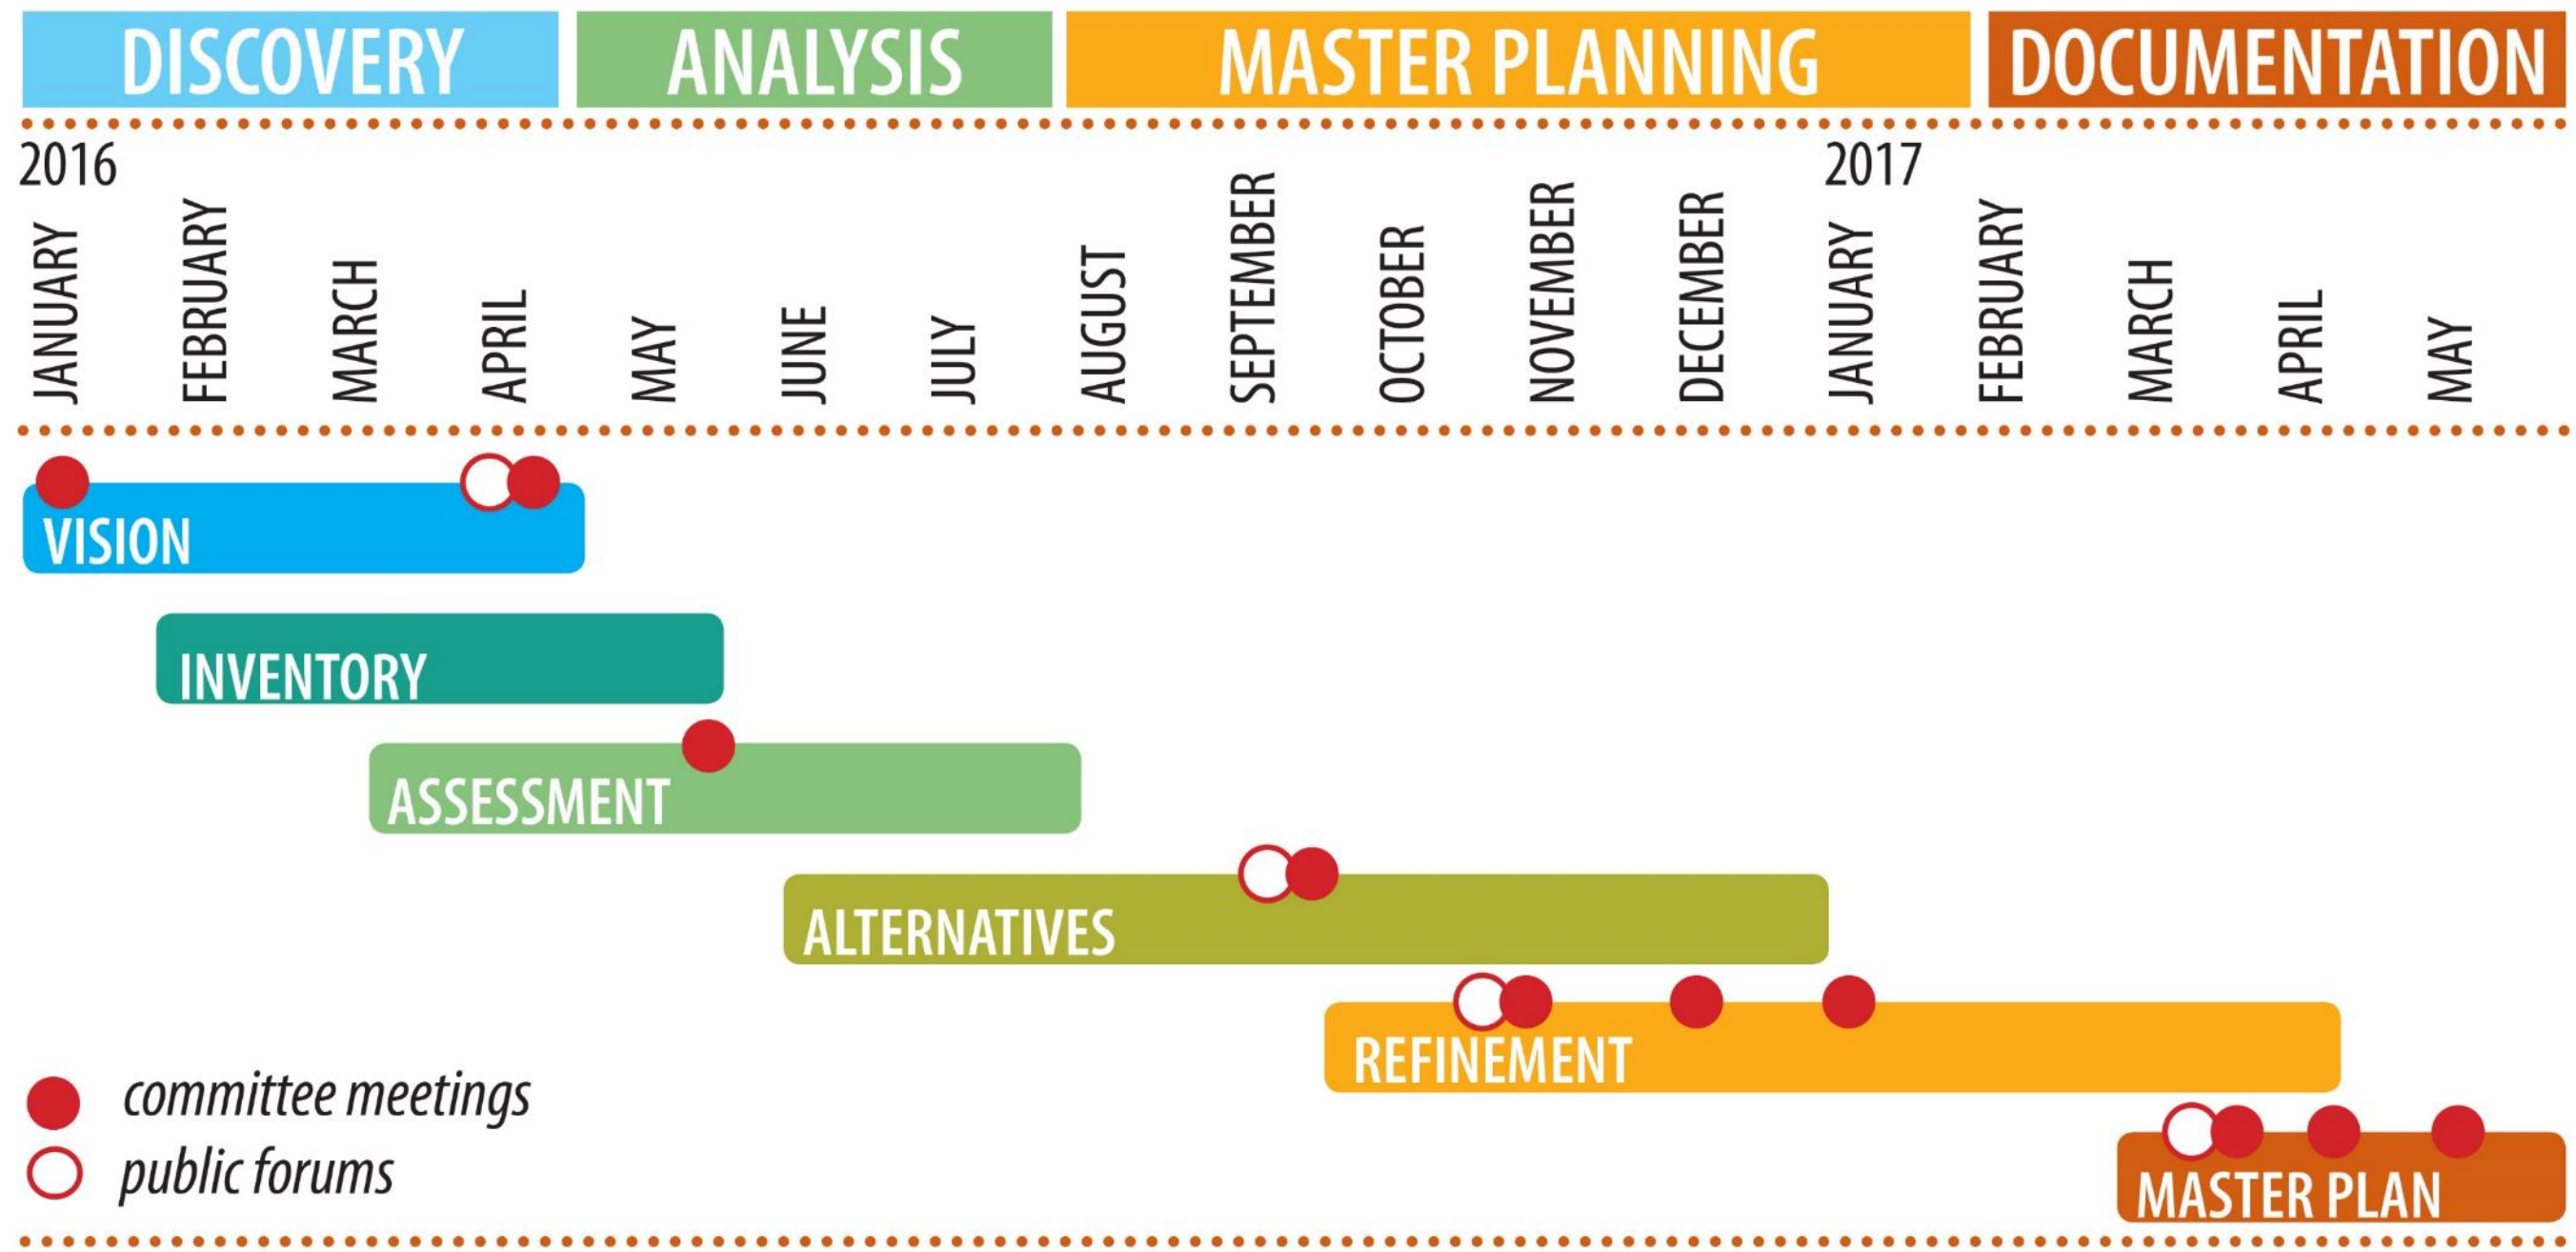 DISCOVERY
ANALYSIS
MASTER PLANNING
DOCUMENTATION
2016
2017
JANUARY
FEBRUARY
MARCH
APRIL
MAY
JUNE
JULY
AUGUST
SEPTEMBER
OCTOBER
NOVEMBER
DECEMBER
JANUARY
FEBRUARY
MARCH
APRIL
MAY
VISION
INVENTORY
ASSESSMENT
ALTERNATIVES
REFINEMENT
MASTER PLAN
committee meetings
public forums